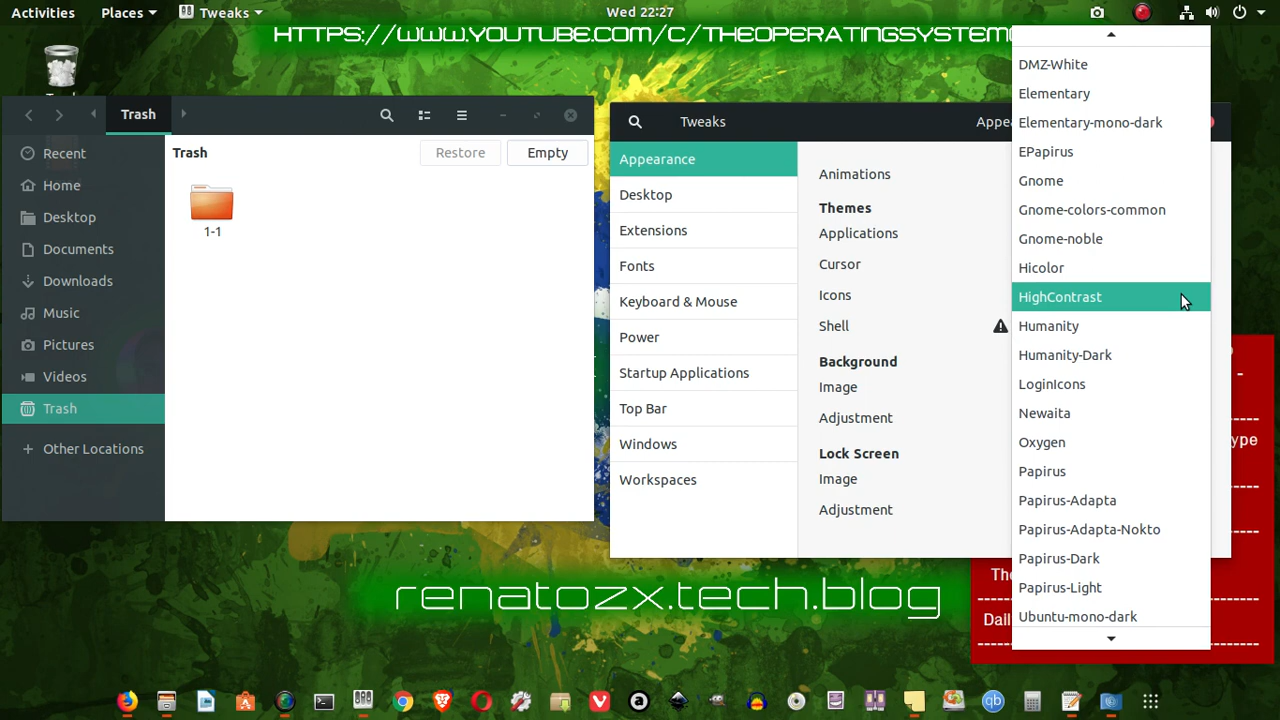 Activities
Places
Tweaks
Wed 22:27
HTTPS://WWW.YOUTUBE.COM/C/THEOPERATINGSYSTEM
Trash
Recent
Home
Desktop
Documents
Downloads
Music
Pictures
Videos
Trash
Other Locations
Trash
Restore
Empty
1-1
Tweaks
Appe
Appearance
Desktop
Extensions
Fonts
Keyboard & Mouse
Power
Startup Applications
Top Bar
Windows
Workspaces
Animations
Themes
Applications
Cursor
Icons
Shell
Background
Image
Adjustment
Lock Screen
Image
Adjustment
DMZ-White
Elementary
Elementary-mono-dark
EPapirus
Gnome
Gnome-colors-common
Gnome-noble
Hicolor
HighContrast
Humanity
Humanity-Dark
LoginIcons
Newaita
Oxygen
Papirus
Papirus-Adapta
Papirus-Adapta-Nokto
Papirus-Dark
Papirus-Light
Ubuntu-mono-dark
ype
Dall
renatozx.tech.blog